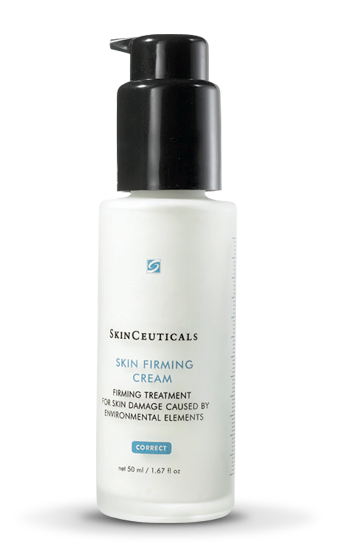 SKINCEUTICALS
SKIN FIRMING
CREAM
FIRMING TREATMENT
FOR SKIN DAMAGE CAUSED BY
ENVIRONMENTAL ELEMENTS
CORRECT
net 50 ml / 1.67 fl oz